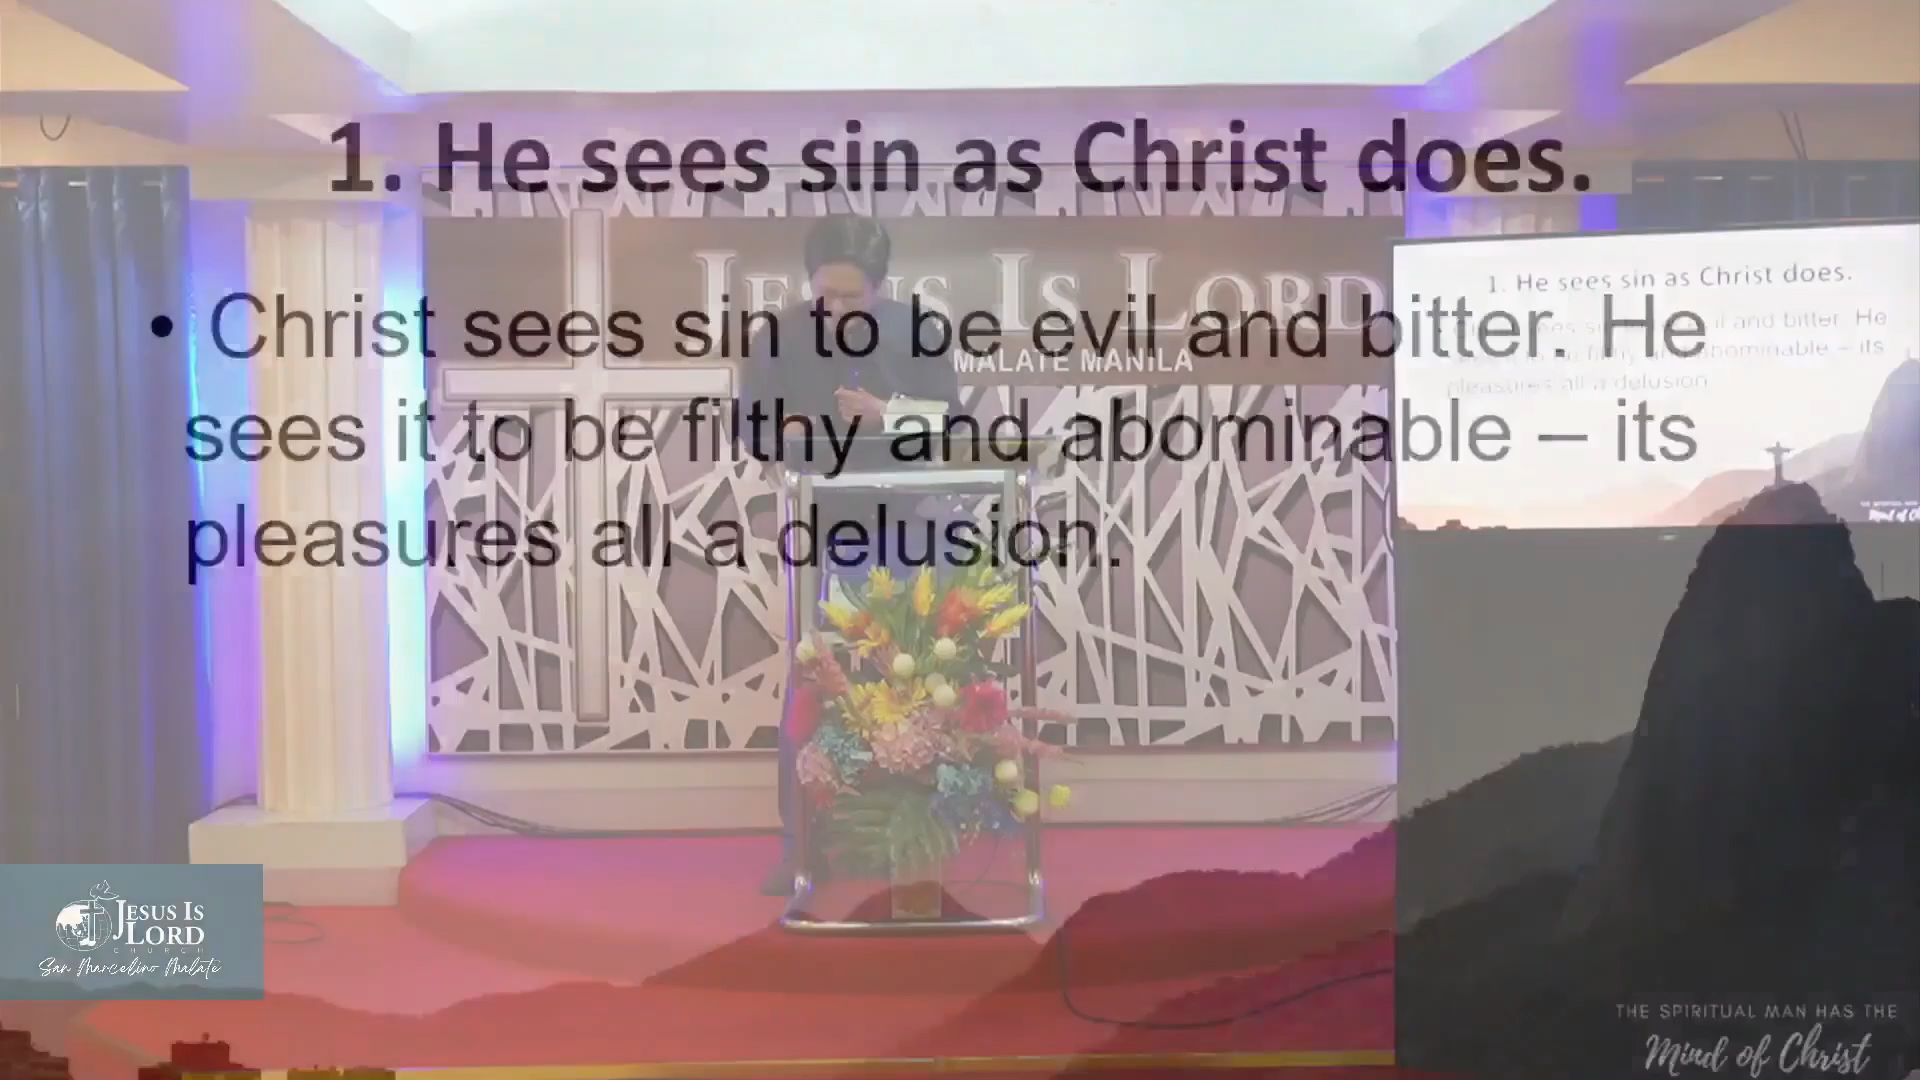 1. He sees sin as Christ does.
• Christ sees sin to be evil and bitter. He
sees it to be filthy and abominable – its
pleasures all a delusion.
JESUS IS LORD
MALATE MANILA
1. He sees sin as Christ does.
il and bitter. He
abominable – its
pleasures all a delusion
JESUS IS
LORD
CHURCH
San Marcelino Malate
THE SPIRITUAL MAN HAS THE
Mind of Christ